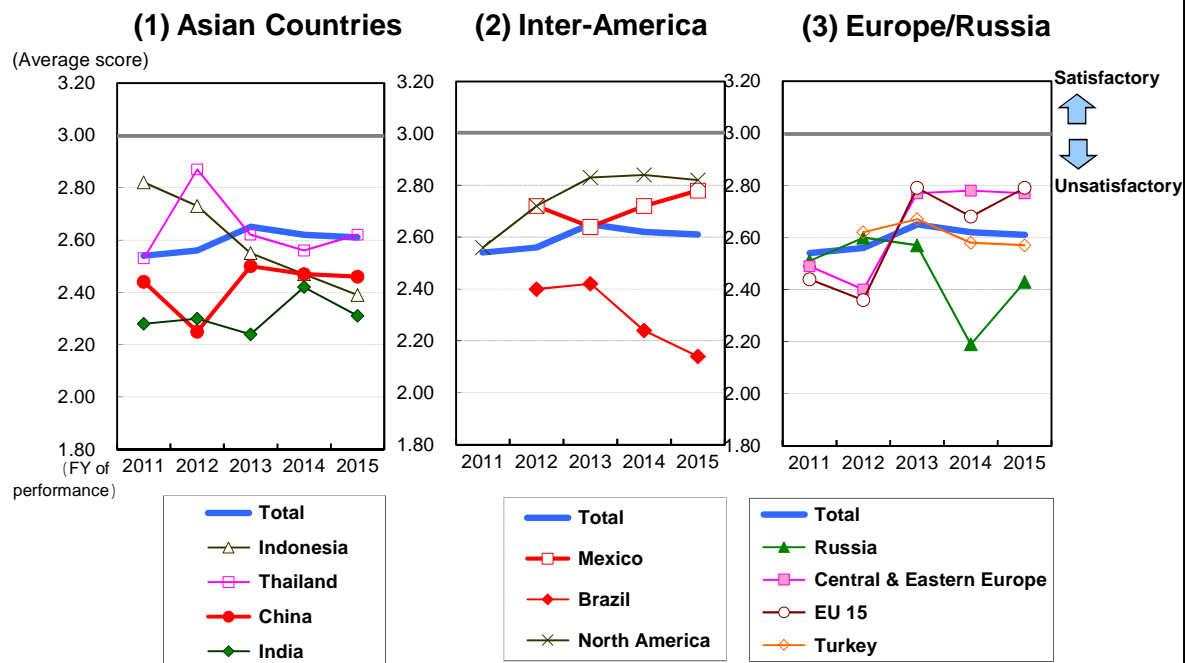 (1) Asian Countries
(2) Inter-America
(3) Europe/Russia
(Average score)
3.20
3.00
2.80
2.60
2.40
2.20
2.00
1.80
(FY of
performance)
2011 2012 2013 2014 2015
Total
Indonesia
Thailand
China
India
3.20
3.00
2.80
2.60
2.40
2.20
2.00
1.80
2011 2012 2013 2014 2015
Total
Mexico
Brazil
North America
3.20
3.00
2.80
2.60
2.40
2.20
2.00
1.80
2011 2012 2013 2014 2015
Total
Russia
Central & Eastern Europe
EU 15
Turkey
Satisfactory
Unsatisfactory